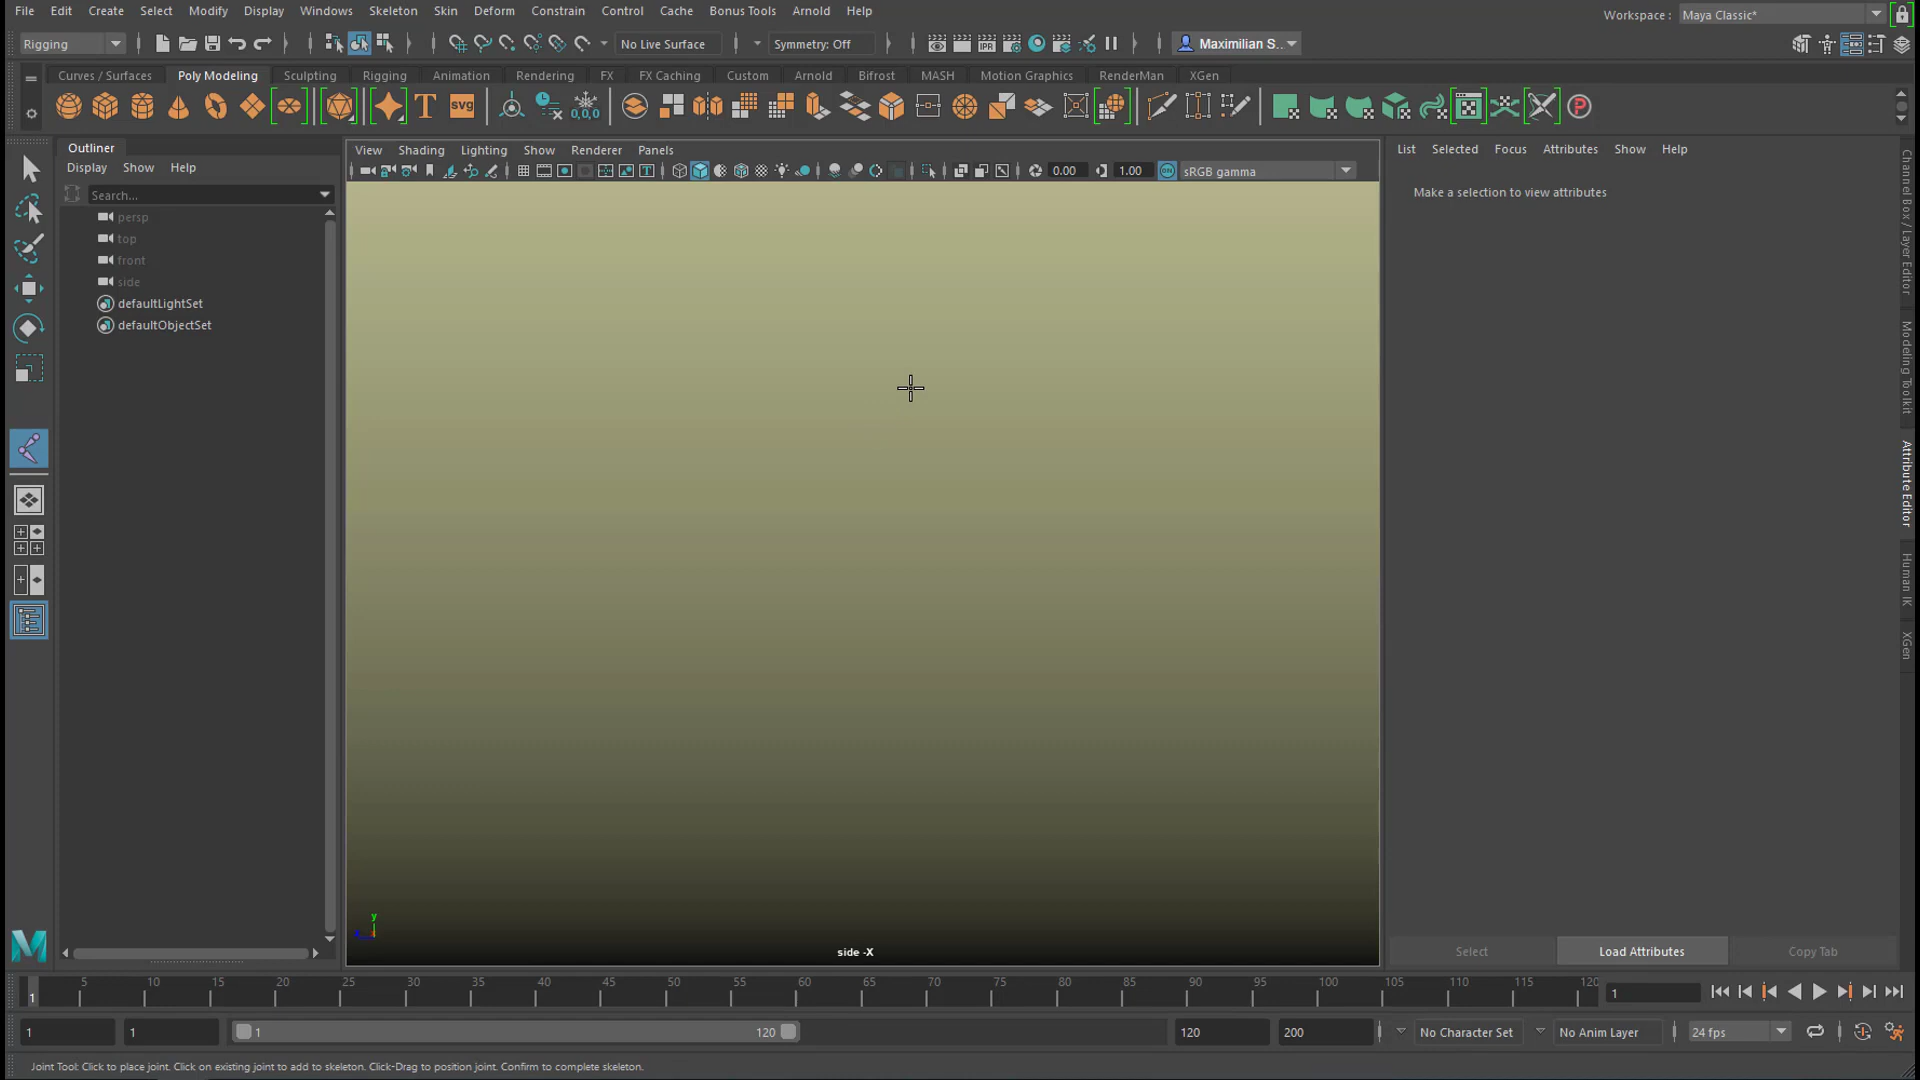 File Edit Create Select Modify Display Windows Skeleton Skin Deform Constrain Control Cache Bonus Tools Arnold Help
Workspace : Maya Classic*
Rigging No Live Surface Symmetry: Off Maximilian S..
Curves / Surfaces Poly Modeling Sculpting Rigging Animation Rendering FX FX Caching Custom Arnold Bifrost MASH Motion Graphics RenderMan XGen
T svg 0,0,0 P
Outliner
Display Show Help
Search...
persp
top
front
side
defaultLightSet
defaultObjectSet
View Shading Lighting Show Renderer Panels
IPR
0.00 1.00 ON sRGB gamma
y
side -X
List Selected Focus Attributes Show Help
Make a selection to view attributes
Select Load Attributes Copy Tab
Channel Box / Layer Editor
Modeling Toolkit
Attribute Editor
Human IK
XGen
M
1 5 10 15 20 25 30 35 40 45 50 55 60 65 70 75 80 85 90 95 100 105 110 115 120 1
1 1 1 120 120 200 No Character Set No Anim Layer 24 fps
Joint Tool: Click to place joint. Click on existing joint to add to skeleton. Click-Drag to position joint. Confirm to complete skeleton.